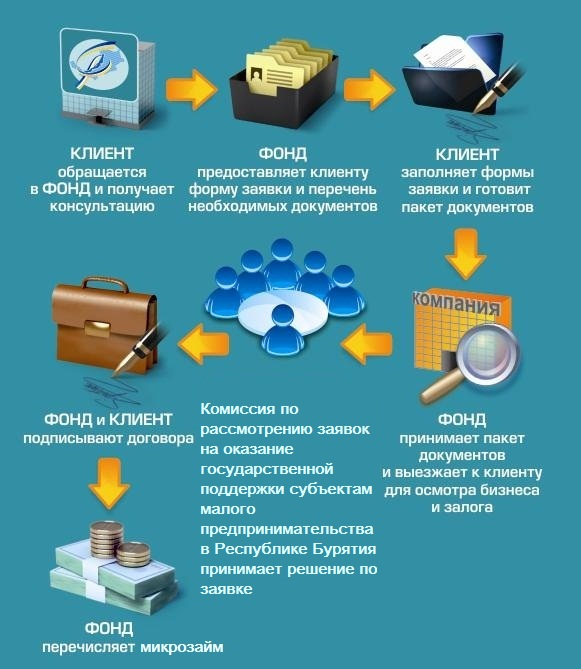 КЛИЕНТ
обращается
в ФОНД и получает
консультацию
ФОНД
предоставляет клиенту
форму заявки и перечень
необходимых документов
КЛИЕНТ
заполняет формы
заявки и готовит
пакет документов
компания
ФОНД
принимает пакет
документов
и выезжает к клиенту
для осмотра бизнеса
и залога
Комиссия по
рассмотрению заявок
на оказание
государственной
поддержки субъектам
малого
предпринимательства
в Республике Бурятия
принимает решение по
заявке
ФОНД и КЛИЕНТ
подписывают договора
ФОНД
перечисляет микрозайм